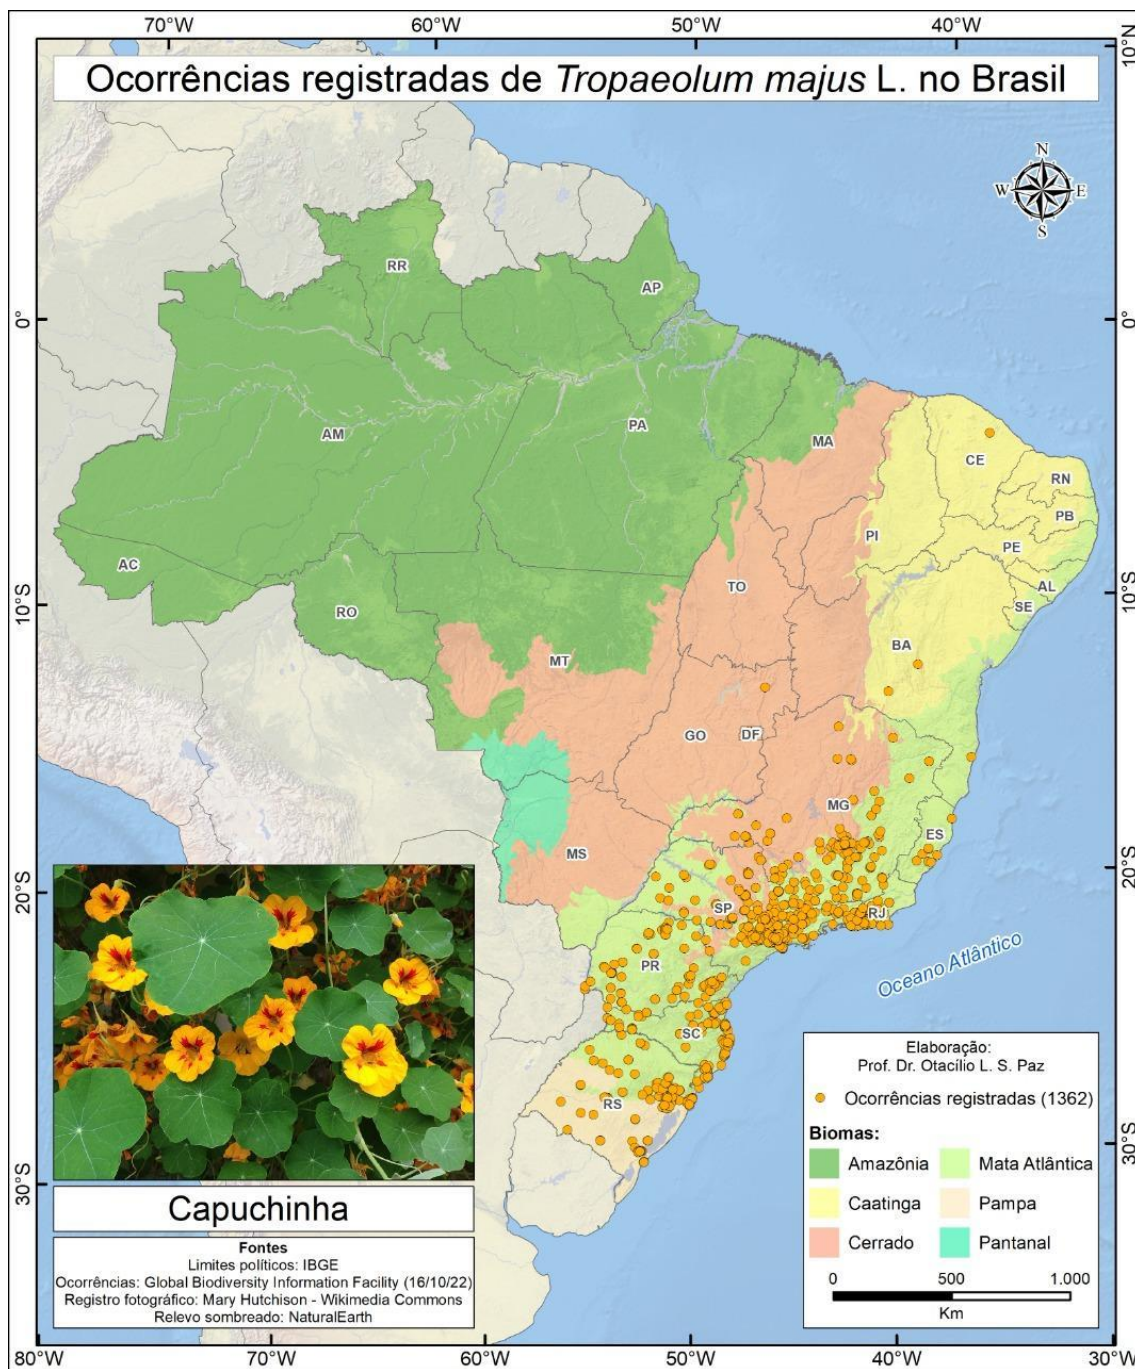 70°W 60°W 50°W 40°W
10°N
Ocorrências registradas de Tropaeolum majus L. no Brasil
N
W E
S
RR
AP
0° 0°
AM PA MA
CE
RN
PB
PI
PE
AC
AL
TO
SE
10°S 10°S
RO
BA
MT
GO DF
MG
ES
MS
20°S 20°S
SP RJ
PR
Oceano Atlântico
SC
RS
30°S 30°S
Capuchinha
Fontes
Limites políticos: IBGE
Ocorrências: Global Biodiversity Information Facility (16/10/22)
Registro fotográfico: Mary Hutchison - Wikimedia Commons
Relevo sombreado: NaturalEarth
Elaboração:
Prof. Dr. Otacílio L. S. Paz
Ocorrências registradas (1362)
Biomas:
Amazônia Mata Atlântica
Caatinga Pampa
Cerrado Pantanal
0 500 1.000
Km
80°W 70°W 60°W 50°W 40°W 30°W